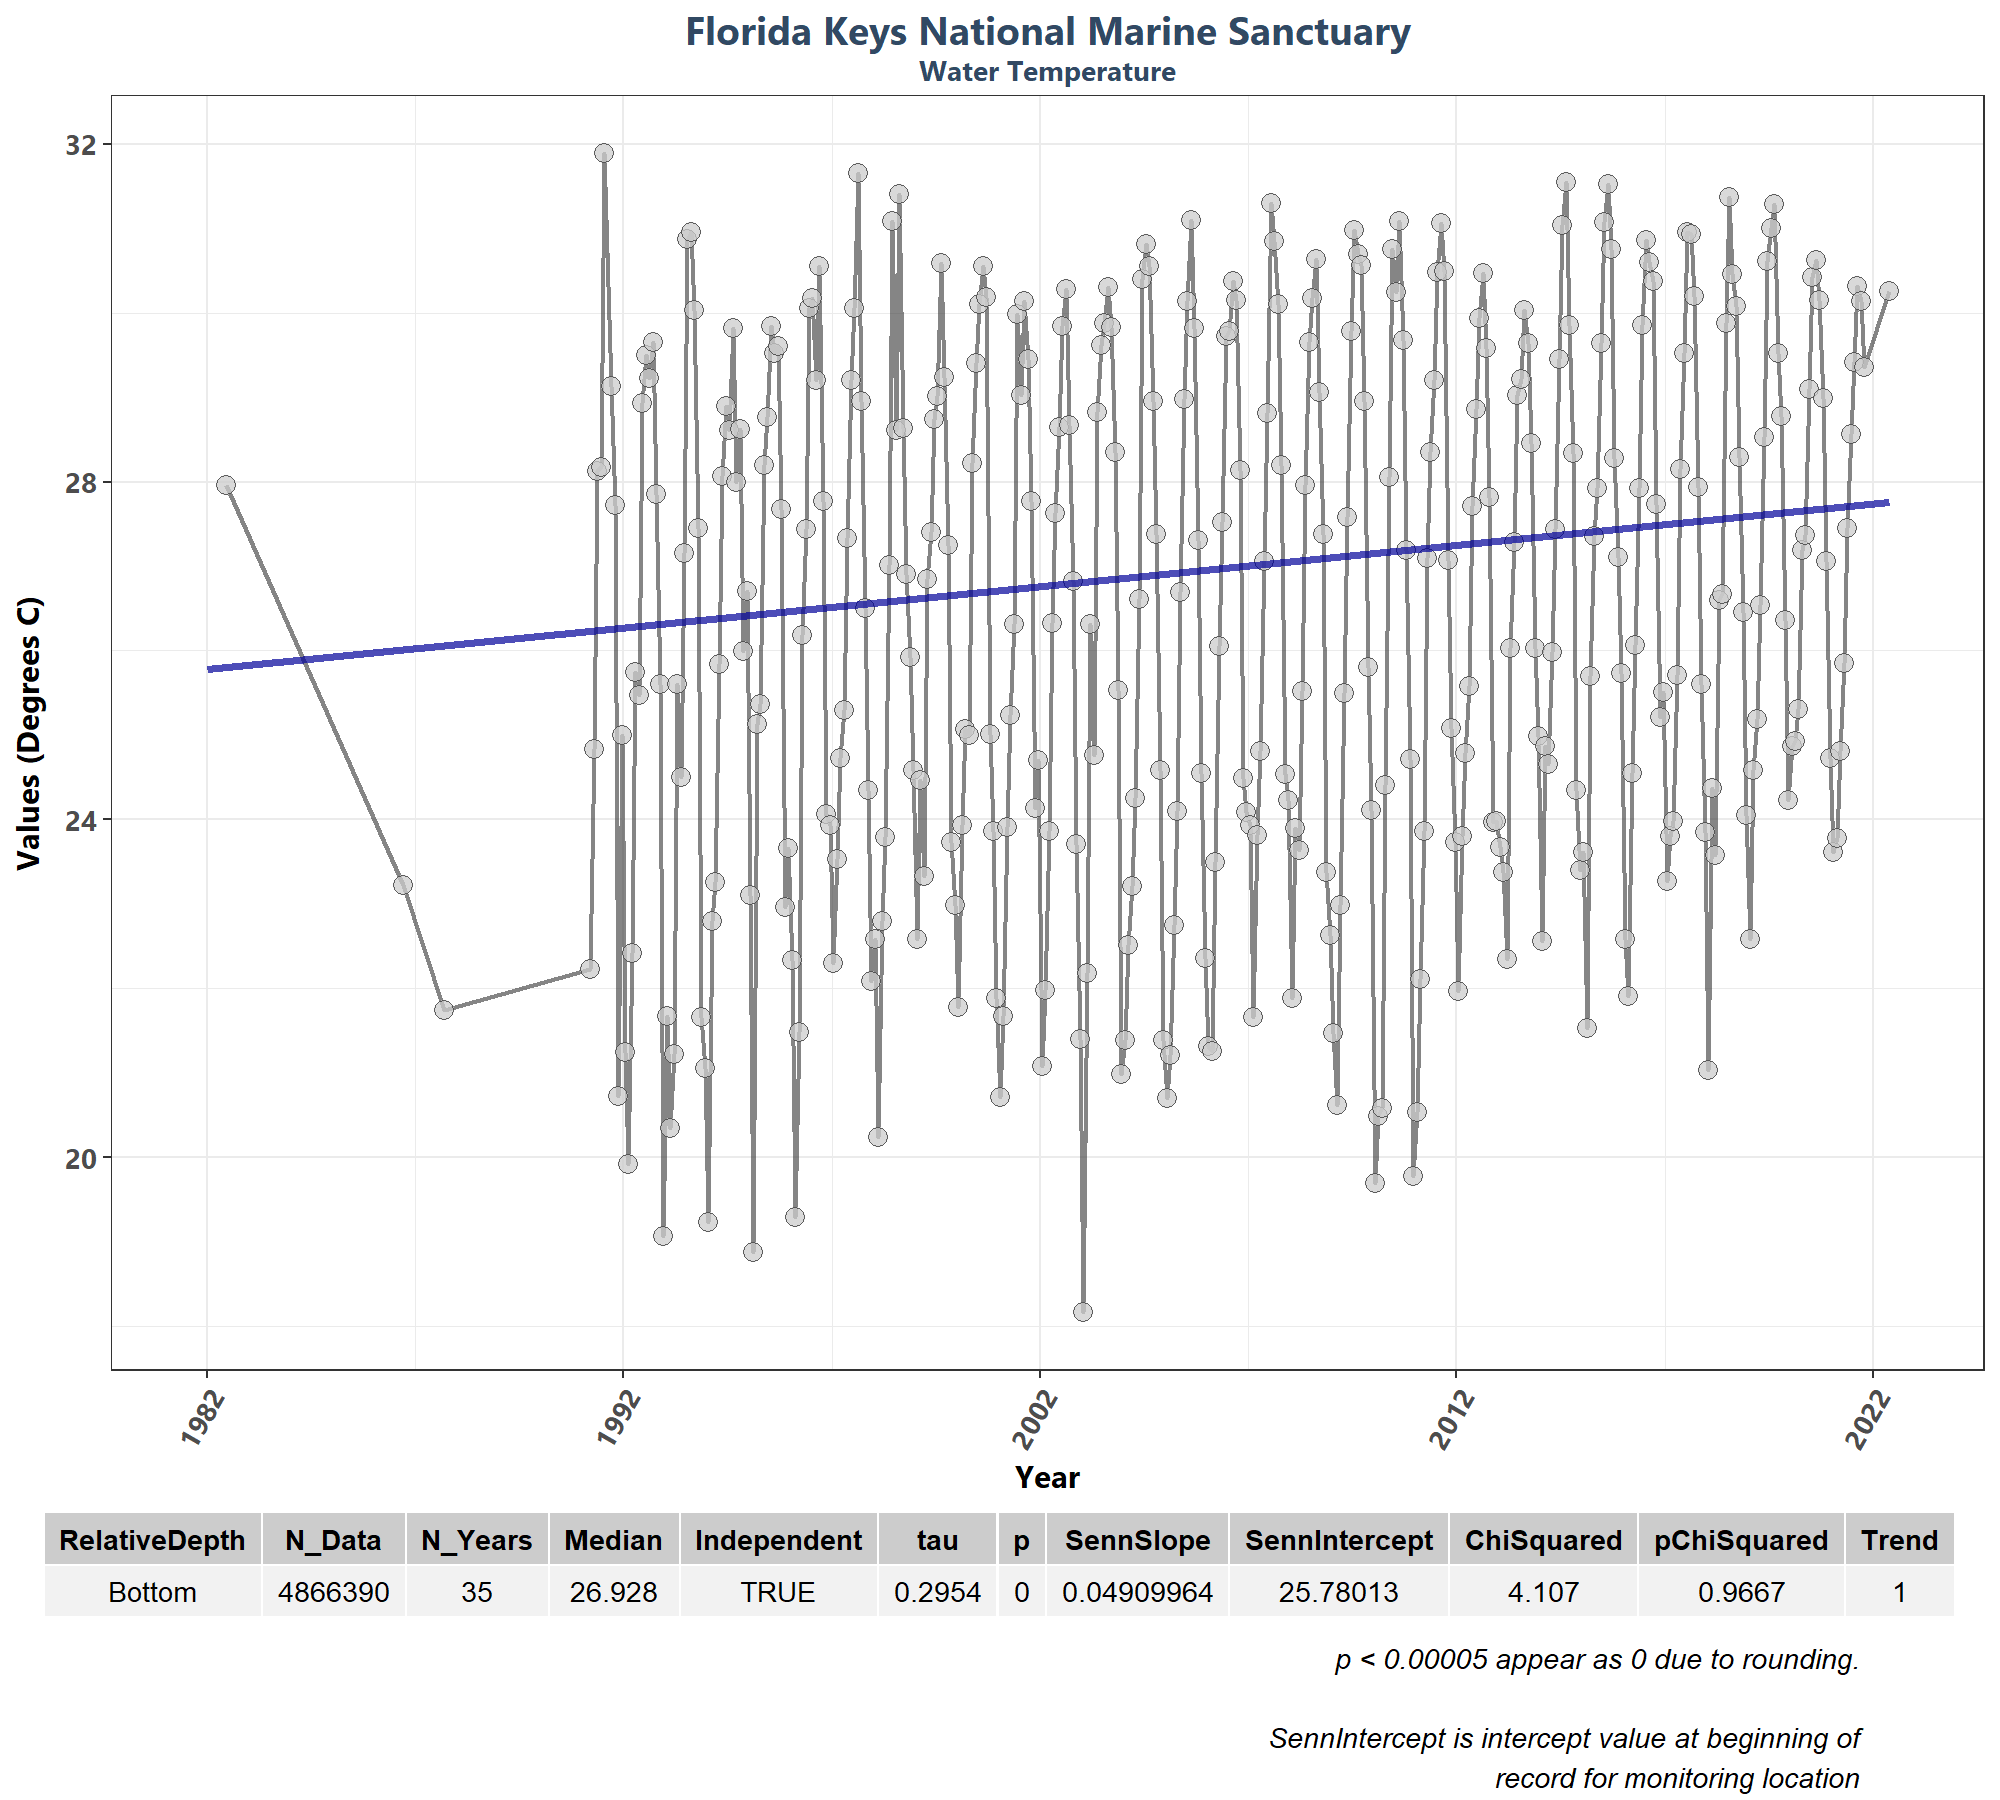 Florida Keys National Marine Sanctuary
Water Temperature
Values (Degrees C)
32
28
24
20
1982
1992
2002
2012
2022
Year
RelativeDepth N_Data N_Years Median Independent tau p SennSlope SennIntercept ChiSquared pChiSquared Trend
Bottom 4866390 35 26.928 TRUE 0.2954 0 0.04909964 25.78013 4.107 0.9667 1
p < 0.00005 appear as 0 due to rounding.
SennIntercept is intercept value at beginning of
record for monitoring location